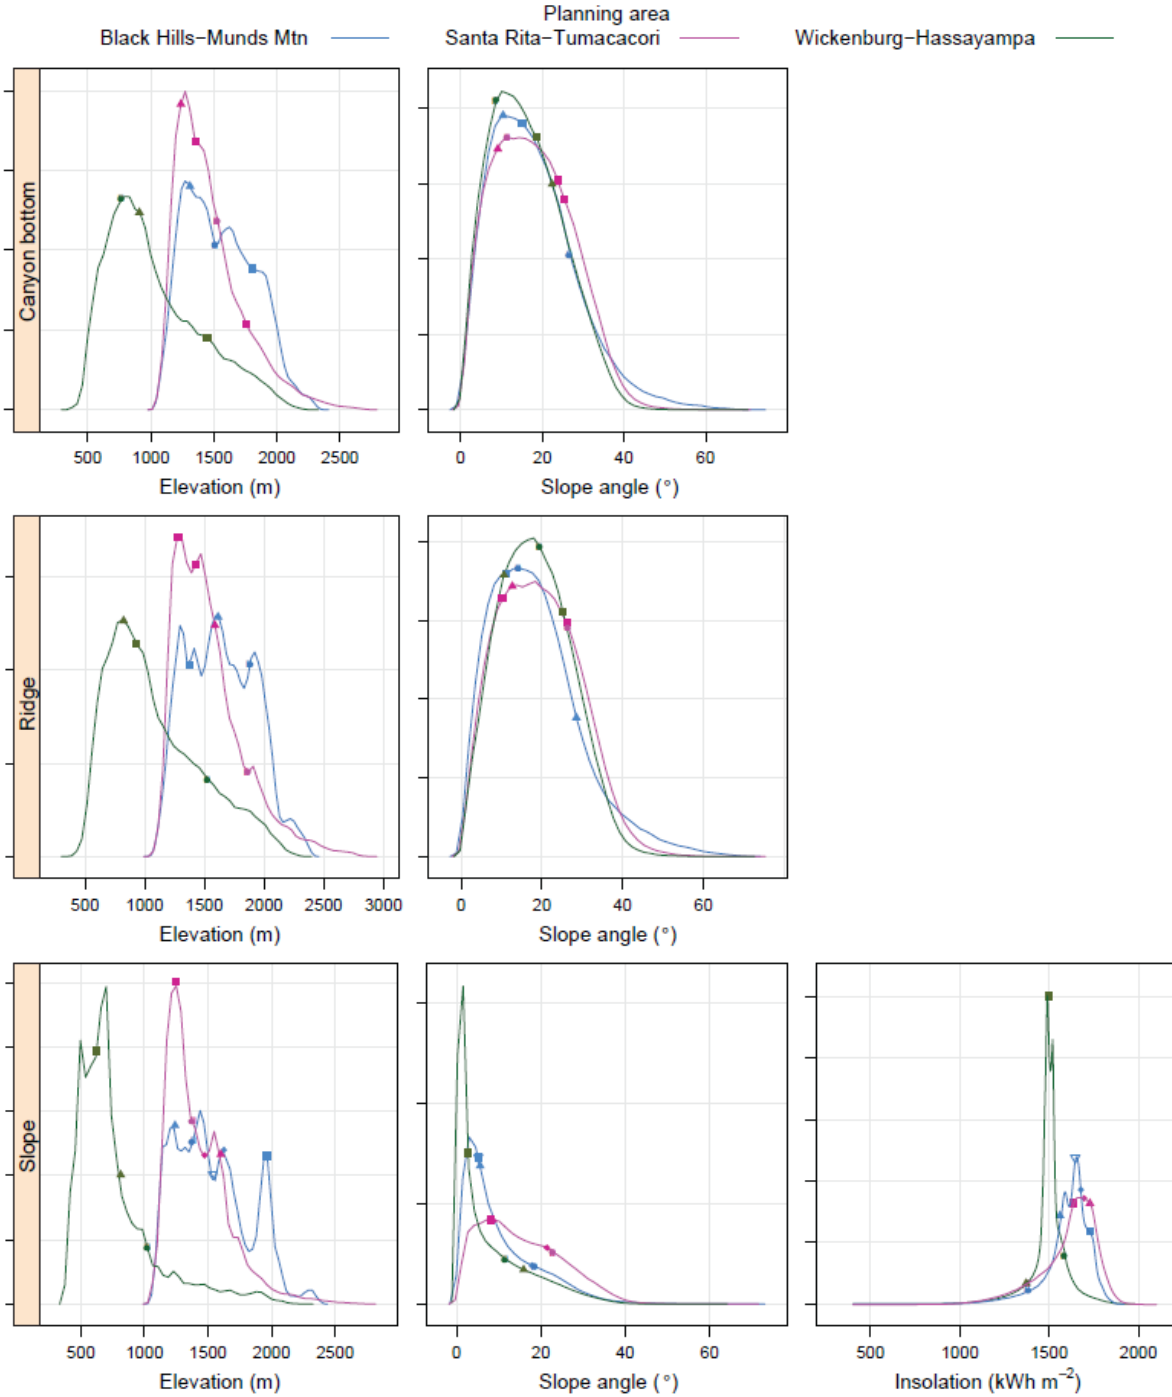 Planning area
Black Hills−Munds Mtn Santa Rita−Tumacacori Wickenburg−Hassayampa
Canyon bottom
500 1000 1500 2000 2500
Elevation (m)
0 20 40 60
Slope angle (°)
Ridge
500 1000 1500 2000 2500 3000
Elevation (m)
0 20 40 60
Slope angle (°)
Slope
500 1000 1500 2000 2500
Elevation (m)
0 20 40 60
Slope angle (°)
500 1000 1500 2000
Insolation (kWh m⁻²)